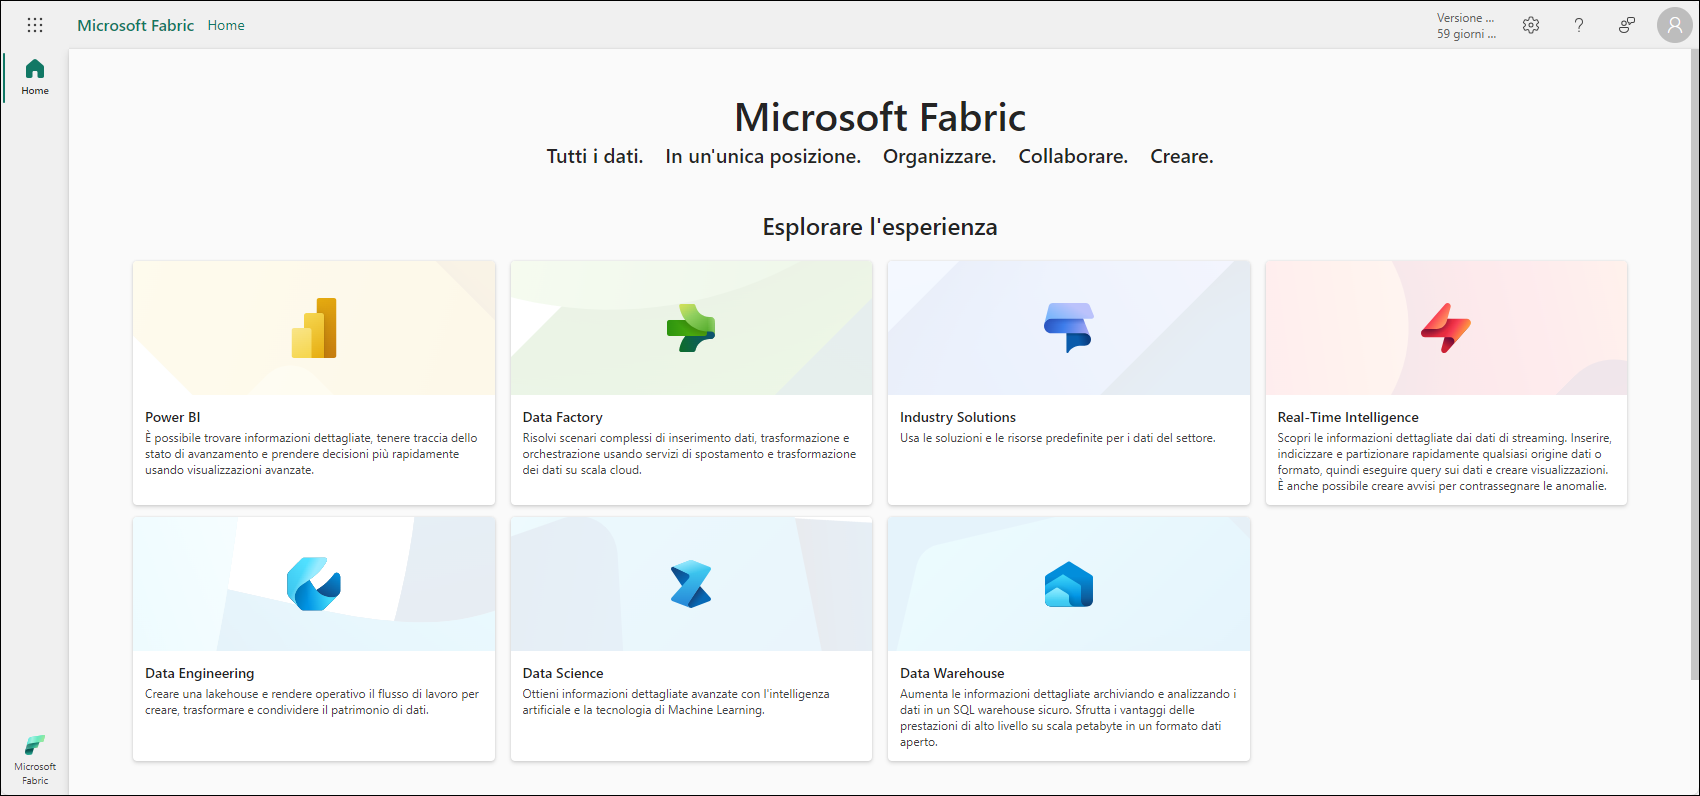 Microsoft Fabric Home
Versione ...
59 giorni ...
Home
Microsoft Fabric
Tutti i dati. In un'unica posizione. Organizzare. Collaborare. Creare.
Esplorare l'esperienza
Power BI
È possibile trovare informazioni dettagliate, tenere traccia dello
stato di avanzamento e prendere decisioni più rapidamente
usando visualizzazioni avanzate.
Data Factory
Risolvi scenari complessi di inserimento dati, trasformazione e
orchestrazione usando servizi di spostamento e trasformazione
dei dati su scala cloud.
Industry Solutions
Usa le soluzioni e le risorse predefinite per i dati del settore.
Real-Time Intelligence
Scopri le informazioni dettagliate dai dati di streaming. Inserire,
indicizzare e partizionare rapidamente qualsiasi origine dati o
formato, quindi eseguire query sui dati e creare visualizzazioni.
È anche possibile creare avvisi per contrassegnare le anomalie.
Data Engineering
Creare una lakehouse e rendere operativo il flusso di lavoro per
creare, trasformare e condividere il patrimonio di dati.
Data Science
Ottieni informazioni dettagliate avanzate con l'intelligenza
artificiale e la tecnologia di Machine Learning.
Data Warehouse
Aumenta le informazioni dettagliate archiviando e analizzando i
dati in un SQL warehouse sicuro. Sfrutta i vantaggi delle
prestazioni di alto livello su scala petabyte in un formato dati
aperto.
Microsoft
Fabric